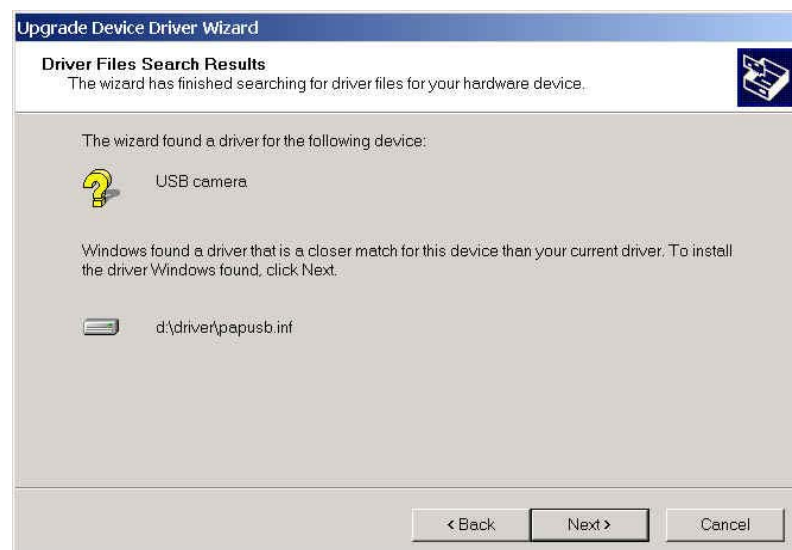 Upgrade Device Driver Wizard
Driver Files Search Results
The wizard has finished searching for driver files for your hardware device.
The wizard found a driver for the following device:
USB camera
Windows found a driver that is a closer match for this device than your current driver. To install
the driver Windows found, click Next.
d:\driver\papusb.inf
< Back
Next >
Cancel